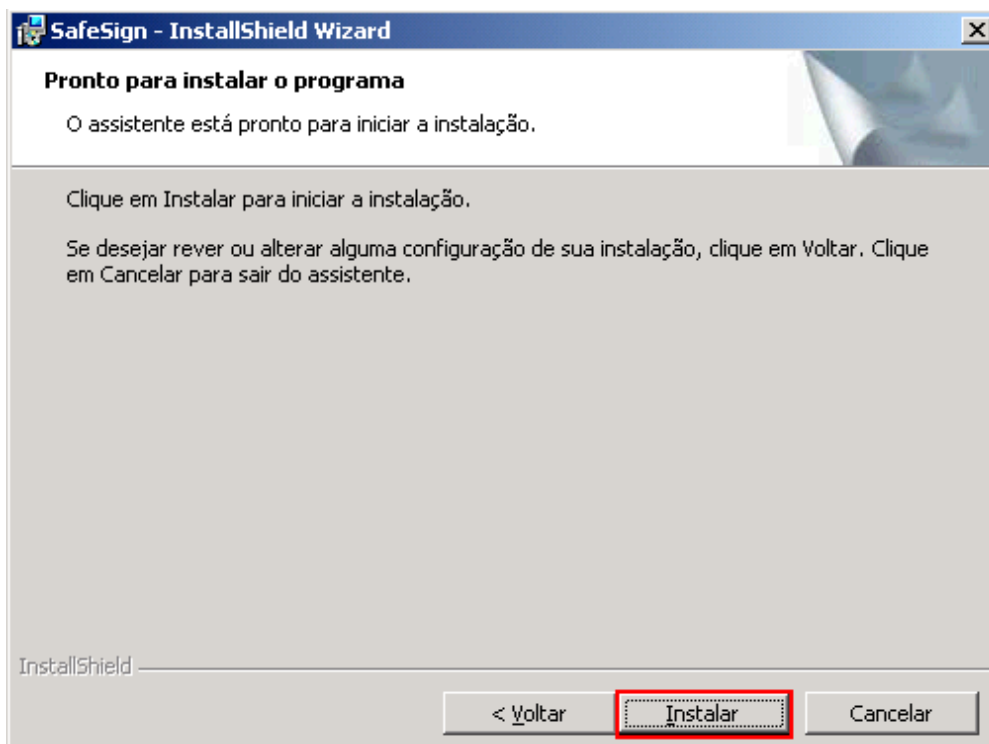 SafeSign - InstallShield Wizard
Pronto para instalar o programa
O assistente está pronto para iniciar a instalação.
Clique em Instalar para iniciar a instalação.
Se desejar rever ou alterar alguma configuração de sua instalação, clique em Voltar. Clique
em Cancelar para sair do assistente.
InstallShield
< Voltar Instalar Cancelar